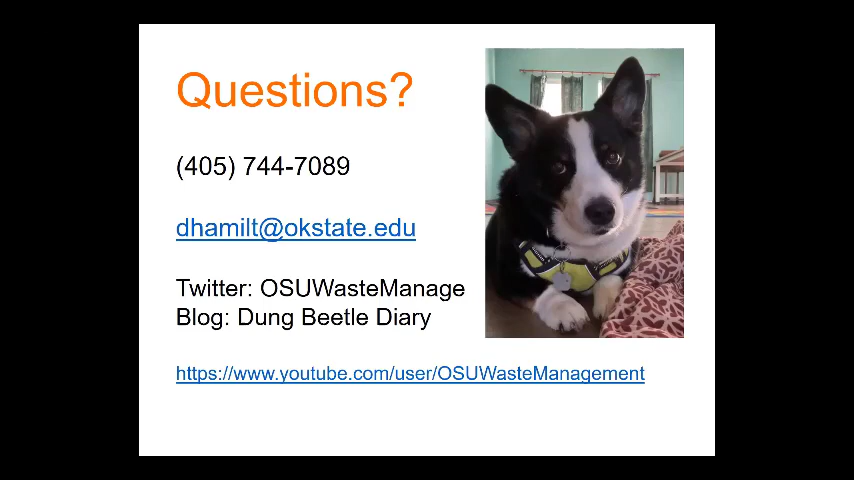 Questions?
(405) 744-7089
dhamilt@okstate.edu
Twitter: OSUWasteManage
Blog: Dung Beetle Diary
https://www.youtube.com/user/OSUWasteManagement